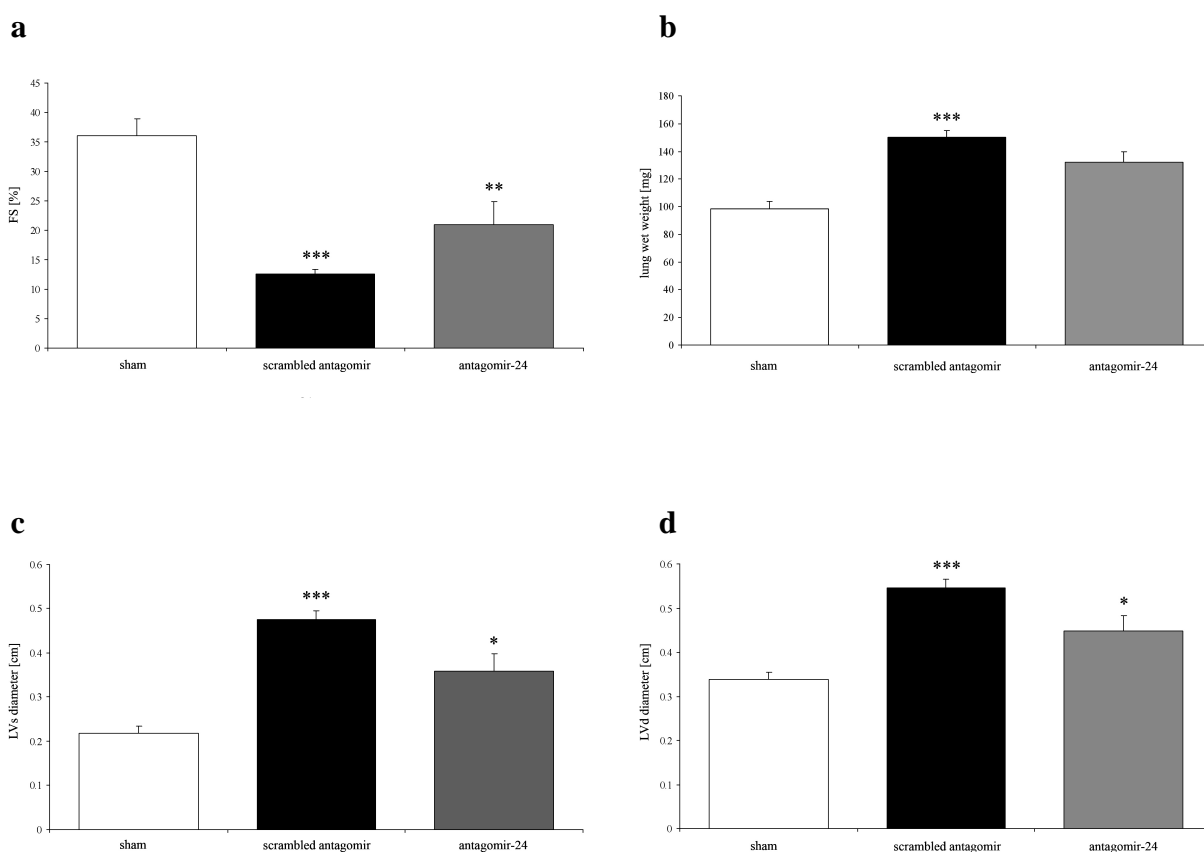 a
FS [%]
45
40
35
30
25
20
15
10
5
0
***
**
sham
scrambled antagomir
antagomir-24
b
lung wet weight [mg]
180
160
140
120
100
80
60
40
20
0
***
sham
scrambled antagomir
antagomir-24
c
LVs diameter [cm]
0.6
0.5
0.4
0.3
0.2
0.1
0
***
*
sham
scrambled antagomir
antagomir-24
d
LVd diameter [cm]
0.6
0.5
0.4
0.3
0.2
0.1
0
***
*
sham
scrambled antagomir
antagomir-24